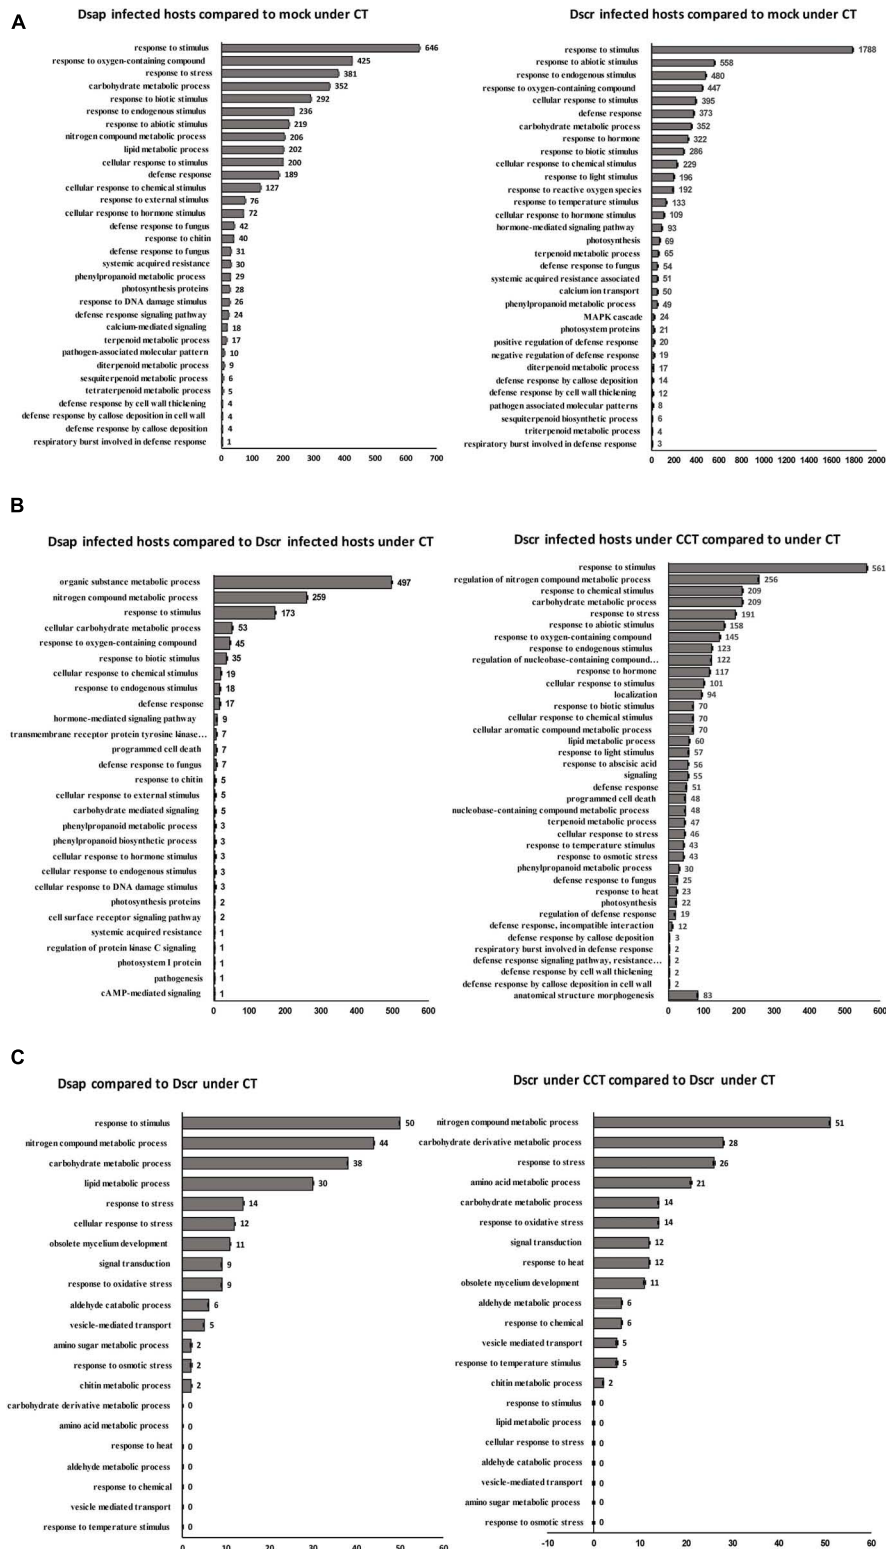 A
Dsap infected hosts compared to mock under CT
response to stimulus 646
response to oxygen-containing compound 425
response to stress 381
carbohydrate metabolic process 352
response to biotic stimulus 292
response to endogenous stimulus 236
response to abiotic stimulus 219
nitrogen compound metabolic process 206
lipid metabolic process 202
cellular response to stimulus 200
defense response 189
cellular response to chemical stimulus 127
response to external stimulus 76
cellular response to hormone stimulus 72
defense response to fungus 42
response to chitin 40
defense response to fungus 31
systemic acquired resistance 30
phenylpropanoid metabolic process 29
photosynthesis proteins 28
response to DNA damage stimulus 26
defense response signaling pathway 24
calcium-mediated signaling 18
terpenoid metabolic process 17
pathogen-associated molecular pattern 10
diterpenoid metabolic process 9
sesquiterpenoid metabolic process 6
tetraterpenoid metabolic process 5
defense response by cell wall thickening 4
defense response by callose deposition in cell wall 4
defense response by callose deposition 4
respiratory burst involved in defense response 1
0 100 200 300 400 500 600 700
Dscr infected hosts compared to mock under CT
response to stimulus 1788
response to abiotic stimulus 558
response to endogenous stimulus 480
response to oxygen-containing compound 447
cellular response to stimulus 395
defense response 373
carbohydrate metabolic process 352
response to hormone 322
response to biotic stimulus 286
cellular response to chemical stimulus 229
response to light stimulus 196
response to reactive oxygen species 192
response to temperature stimulus 133
cellular response to hormone stimulus 109
hormone-mediated signaling pathway 93
photosynthesis 69
terpenoid metabolic process 65
defense response to fungus 54
systemic acquired resistance associated 51
calcium ion transport 50
phenylpropanoid metabolic process 49
MAPK cascade 24
photosystem proteins 21
positive regulation of defense response 20
negative regulation of defense response 19
diterpenoid metabolic process 17
defense response by callose deposition 14
defense response by cell wall thickening 12
pathogen associated molecular patterns 8
sesquiterpenoid biosynthetic process 6
triterpenoid metabolic process 4
respiratory burst involved in defense response 3
0 200 400 600 800 1000 1200 1400 1600 1800 2000
B
Dsap infected hosts compared to Dscr infected hosts under CT
organic substance metabolic process 497
nitrogen compound metabolic process 259
response to stimulus 173
cellular carbohydrate metabolic process 53
response to oxygen-containing compound 45
response to biotic stimulus 35
cellular response to chemical stimulus 19
response to endogenous stimulus 18
defense response 17
hormone-mediated signaling pathway 9
transmembrane receptor protein tyrosine kinase... 7
programmed cell death 7
defense response to fungus 7
response to chitin 5
cellular response to external stimulus 5
carbohydrate mediated signaling 5
phenylpropanoid metabolic process 3
phenylpropanoid biosynthetic process 3
cellular response to hormone stimulus 3
cellular response to endogenous stimulus 3
cellular response to DNA damage stimulus 3
photosynthesis proteins 2
cell surface receptor signaling pathway 2
systemic acquired resistance 1
regulation of protein kinase C signaling 1
photosystem I protein 1
pathogenesis 1
cAMP-mediated signaling 1
0 100 200 300 400 500 600
Dscr infected hosts under CCT compared to under CT
response to stimulus 561
regulation of nitrogen compound metabolic process 256
response to chemical stimulus 209
carbohydrate metabolic process 209
response to stress 191
response to abiotic stimulus 158
response to oxygen-containing compound 145
response to endogenous stimulus 123
regulation of nucleobase-containing compound... 122
response to hormone 117
cellular response to stimulus 101
localization 94
response to biotic stimulus 70
cellular response to chemical stimulus 70
cellular aromatic compound metabolic process 70
lipid metabolic process 60
response to light stimulus 57
response to abscisic acid 56
signaling 55
defense response 51
programmed cell death 48
nucleobase-containing compound metabolic process 48
terpenoid metabolic process 47
cellular response to stress 46
response to temperature stimulus 43
response to osmotic stress 43
phenylpropanoid metabolic process 30
defense response to fungus 25
response to heat 23
photosynthesis 22
regulation of defense response 19
defense response, incompatible interaction 12
defense response by callose deposition 3
respiratory burst involved in defense response 2
defense response signaling pathway, resistance... 2
defense response by cell wall thickening 2
defense response by callose deposition in cell wall 2
anatomical structure morphogenesis 83
0 100 200 300 400 500 600
C
Dsap compared to Dscr under CT
response to stimulus 50
nitrogen compound metabolic process 44
carbohydrate metabolic process 38
lipid metabolic process 30
response to stress 14
cellular response to stress 12
obsolete mycelium development 11
signal transduction 9
response to oxidative stress 9
aldehyde catabolic process 6
vesicle-mediated transport 5
amino sugar metabolic process 2
response to osmotic stress 2
chitin metabolic process 2
carbohydrate derivative metabolic process 0
amino acid metabolic process 0
response to heat 0
aldehyde metabolic process 0
response to chemical 0
vesicle mediated transport 0
response to temperature stimulus 0
0 10 20 30 40 50 60
Dscr under CCT compared to Dscr under CT
nitrogen compound metabolic process 51
carbohydrate derivative metabolic process 28
response to stress 26
amino acid metabolic process 21
carbohydrate metabolic process 14
response to oxidative stress 14
signal transduction 12
response to heat 12
obsolete mycelium development 11
aldehyde metabolic process 6
response to chemical 6
vesicle mediated transport 5
response to temperature stimulus 5
chitin metabolic process 2
response to stimulus 0
lipid metabolic process 0
cellular response to stress 0
aldehyde catabolic process 0
vesicle-mediated transport 0
amino sugar metabolic process 0
response to osmotic stress 0
-10 0 10 20 30 40 50 60